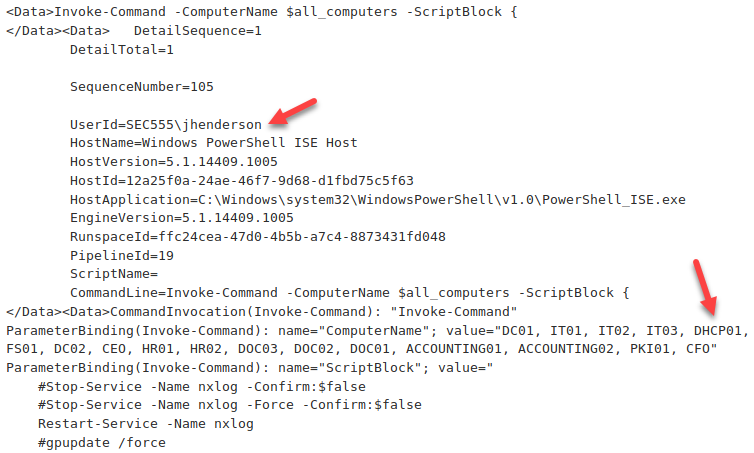 <Data>Invoke-Command -ComputerName $all_computers -ScriptBlock {
</Data><Data>   DetailSequence=1
        DetailTotal=1

        SequenceNumber=105

        UserId=SEC555\jhenderson
        HostName=Windows PowerShell ISE Host
        HostVersion=5.1.14409.1005
        HostId=12a25f0a-24ae-46f7-9d68-d1fbd75c5f63
        HostApplication=C:\Windows\system32\WindowsPowerShell\v1.0\PowerShell_ISE.exe
        EngineVersion=5.1.14409.1005
        RunspaceId=ffc24cea-47d0-4b5b-a7c4-8873431fd048
        PipelineId=19
        ScriptName=
        CommandLine=Invoke-Command -ComputerName $all_computers -ScriptBlock {
</Data><Data>CommandInvocation(Invoke-Command): "Invoke-Command"
ParameterBinding(Invoke-Command): name="ComputerName"; value="DC01, IT01, IT02, IT03, DHCP01,
FS01, DC02, CEO, HR01, HR02, DOC03, DOC02, DOC01, ACCOUNTING01, ACCOUNTING02, PKI01, CFO"
ParameterBinding(Invoke-Command): name="ScriptBlock"; value="
    #Stop-Service -Name nxlog -Confirm:$false
    #Stop-Service -Name nxlog -Force -Confirm:$false
    Restart-Service -Name nxlog
    #gpupdate /force